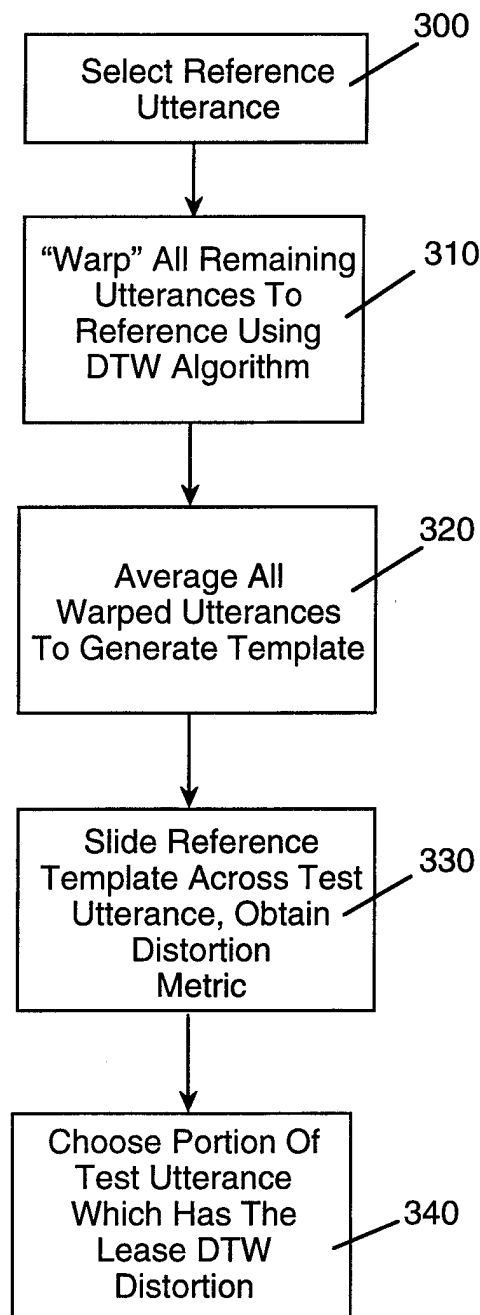 300
Select Reference
Utterance
310
“Warp” All Remaining
Utterances To
Reference Using
DTW Algorithm
320
Average All
Warped Utterances
To Generate Template
330
Slide Reference
Template Across Test
Utterance, Obtain
Distortion
Metric
340
Choose Portion Of
Test Utterance
Which Has The
Lease DTW
Distortion